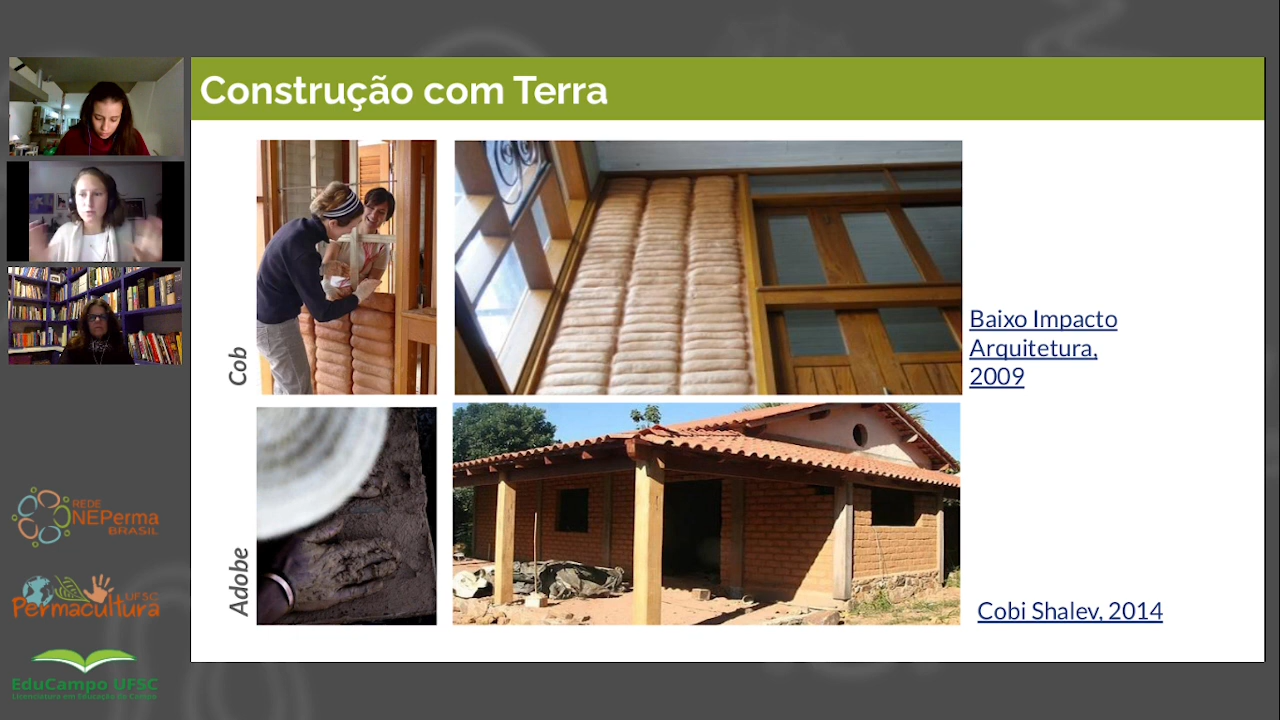 Construção com Terra
Cob
Baixo Impacto
Arquitetura,
2009
Adobe
Cobi Shalev, 2014
REDE
NEPerma
BRASIL
UFSC
Permacultura
EduCampo UFSC
Licenciatura em Educação do Campo